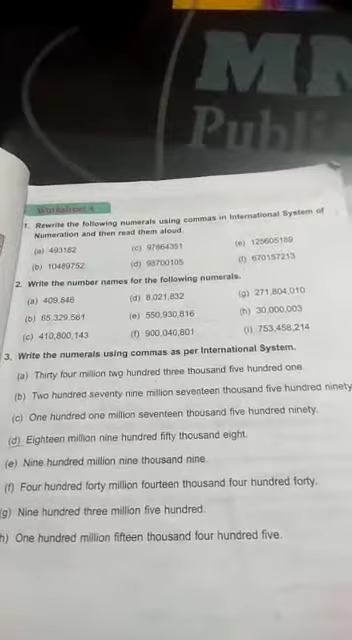 MM
Publi
Worksheet 4
1. Rewrite the following numerals using commas in International System of
Numeration and then read them aloud.
(a) 493182 (c) 97664351 (e) 125605189
(b) 10489752 (d) 98700105 (f) 670157213
2. Write the number names for the following numerals.
(a) 409,646 (d) 8,021,832 (g) 271,804,010
(b) 65,329,561 (e) 550,930,816 (h) 30,000,003
(c) 410,800,143 (f) 900,040,801 (i) 753,458,214
3. Write the numerals using commas as per International System.
(a) Thirty four million two hundred three thousand five hundred one.
(b) Two hundred seventy nine million seventeen thousand five hundred ninety
(c) One hundred one million seventeen thousand five hundred ninety.
(d) Eighteen million nine hundred fifty thousand eight.
(e) Nine hundred million nine thousand nine.
(f) Four hundred forty million fourteen thousand four hundred forty.
g) Nine hundred three million five hundred.
h) One hundred million fifteen thousand four hundred five.